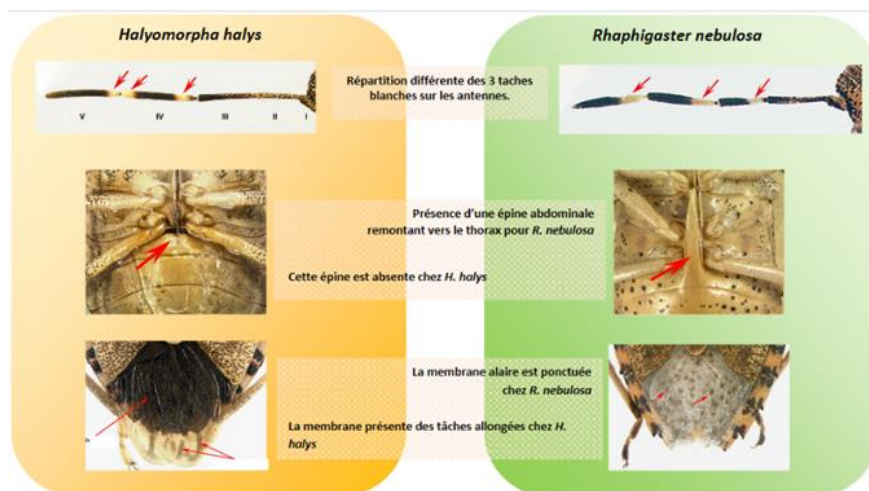 Halyomorpha halys
Rhaphigaster nebulosa
Répartition différente des 3 taches
blanches sur les antennes.
V IV III II I
Présence d'une épine abdominale
remontant vers le thorax pour R. nebulosa
Cette épine est absente chez H. halys
La membrane alaire est ponctuée
chez R. nebulosa
La membrane présente des tâches allongées chez H.
halys